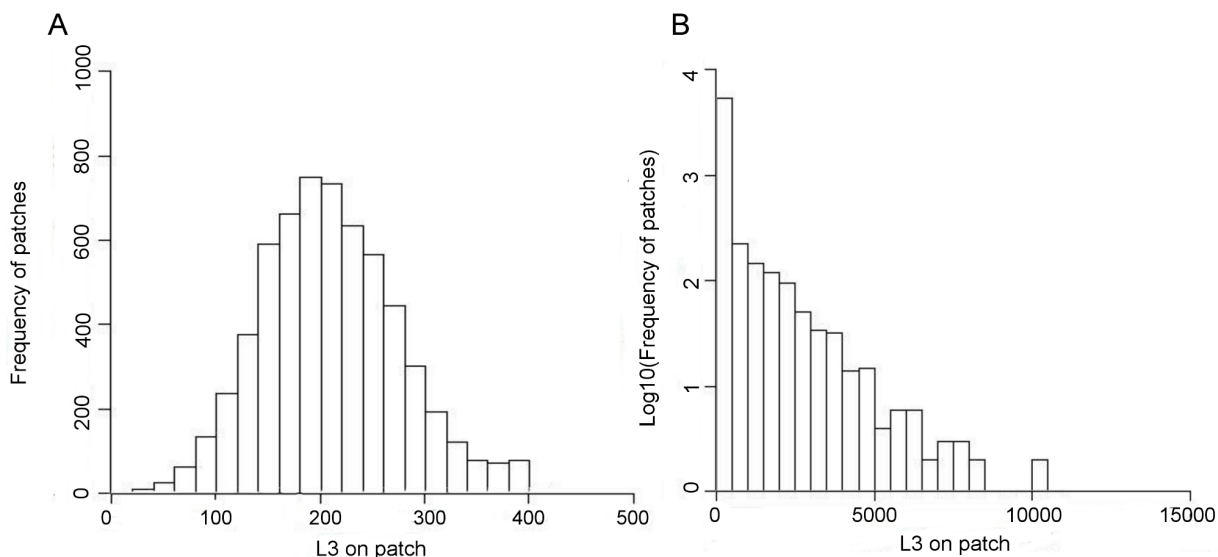 A
Frequency of patches
1000
800
600
400
200
0
0 100 200 300 400 500
L3 on patch
B
Log10(Frequency of patches)
4
3
2
1
0
0 5000 10000 15000
L3 on patch